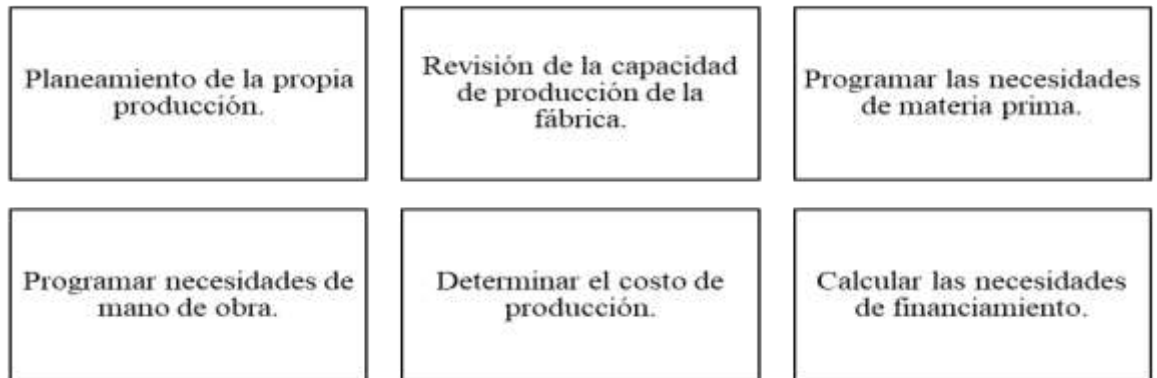 Planeamiento de la propia
producción.
Revisión de la capacidad
de producción de la
fábrica.
Programar las necesidades
de materia prima.
Programar necesidades de
mano de obra.
Determinar el costo de
producción.
Calcular las necesidades
de financiamiento.